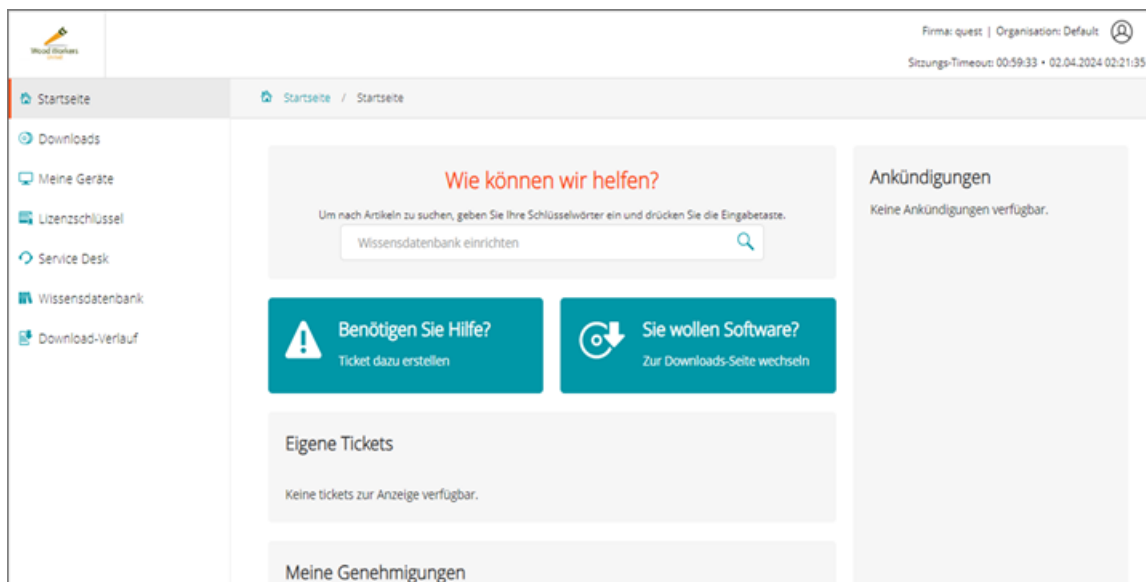 Wood Workers
Firma: quest | Organisation: Default
Sitzungs-Timeout: 00:59:33 • 02.04.2024 02:21:35
Startseite
Downloads
Meine Geräte
Lizenzschlüssel
Service Desk
Wissensdatenbank
Download-Verlauf
Startseite / Startseite
Wie können wir helfen?
Um nach Artikeln zu suchen, geben Sie Ihre Schlüsselwörter ein und drücken Sie die Eingabetaste.
Wissensdatenbank einrichten
Benötigen Sie Hilfe?
Ticket dazu erstellen
Sie wollen Software?
Zur Downloads-Seite wechseln
Eigene Tickets
Keine tickets zur Anzeige verfügbar.
Meine Genehmigungen
Ankündigungen
Keine Ankündigungen verfügbar.